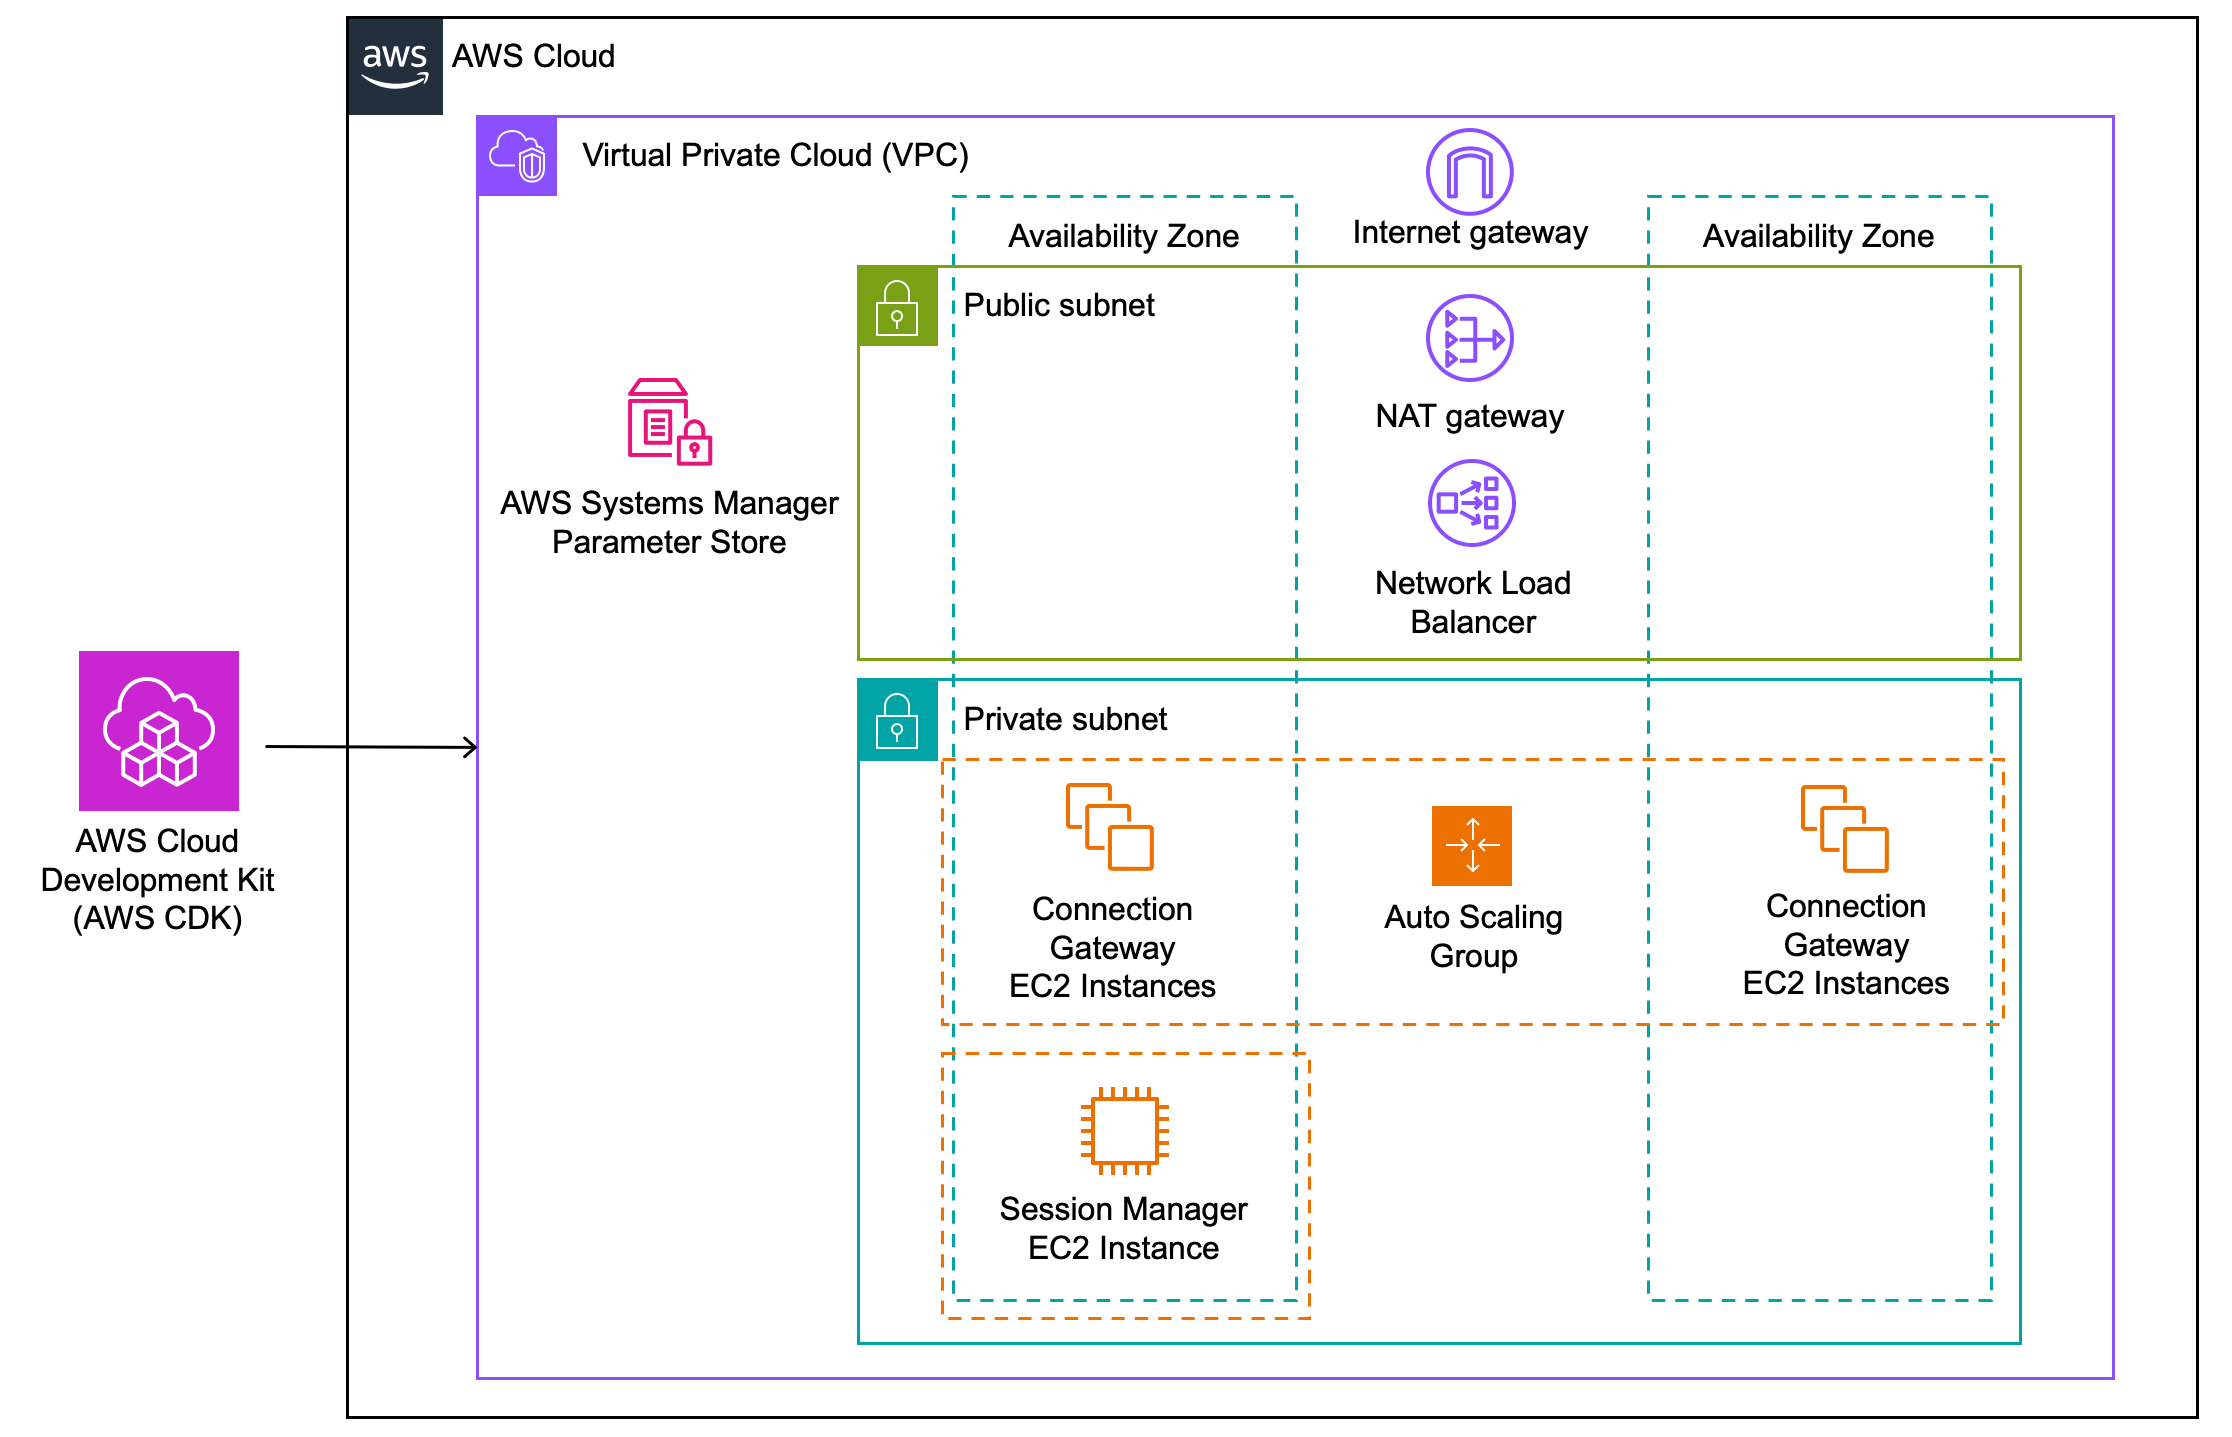 aws
AWS Cloud
Virtual Private Cloud (VPC)
Internet gateway
Availability Zone
Availability Zone
Public subnet
NAT gateway
Network Load
Balancer
AWS Systems Manager
Parameter Store
AWS Cloud
Development Kit
(AWS CDK)
Private subnet
Connection
Gateway
EC2 Instances
Auto Scaling
Group
Connection
Gateway
EC2 Instances
Session Manager
EC2 Instance